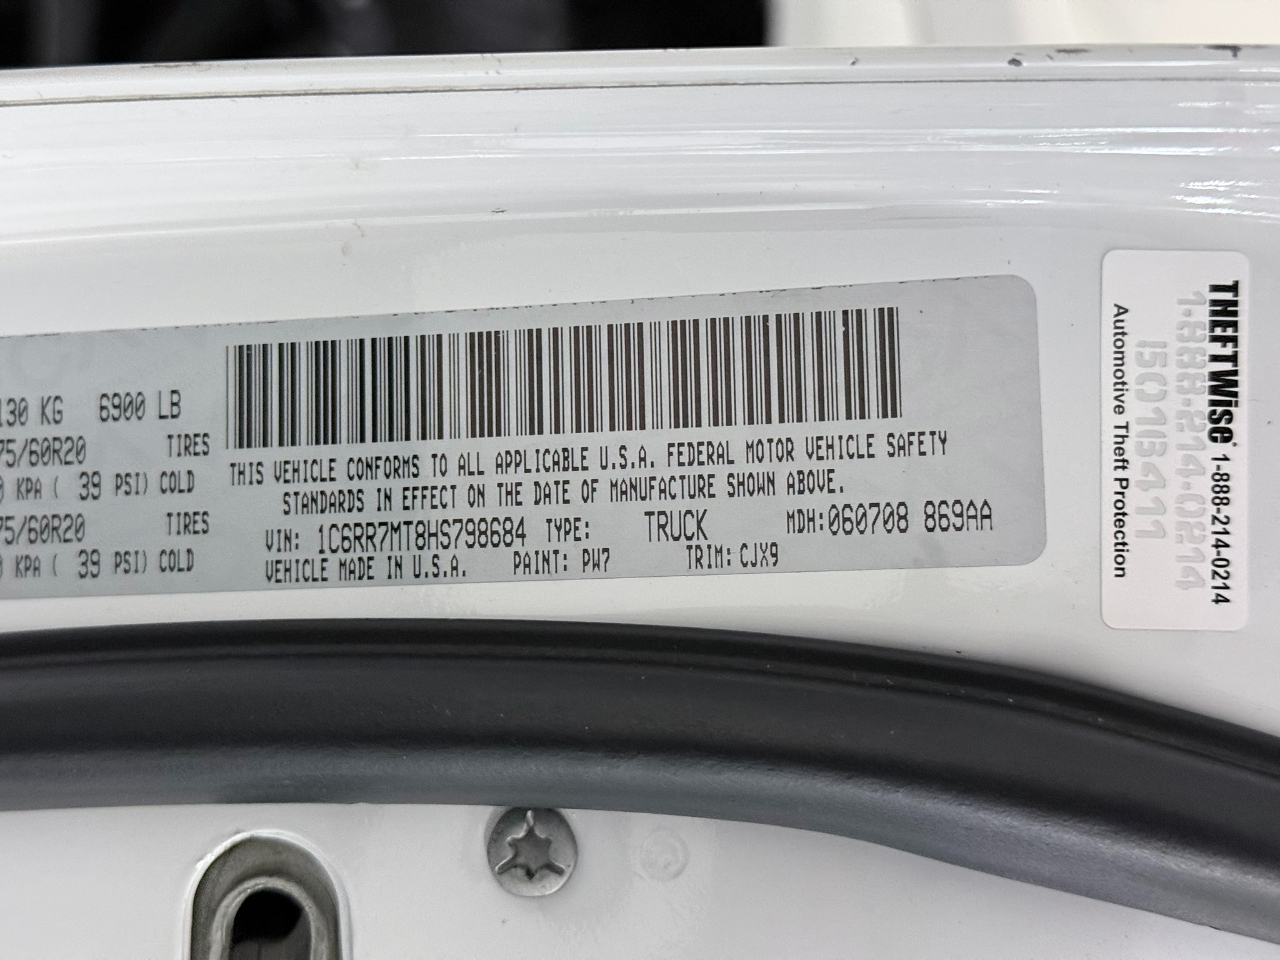 130 KG 6900 LB
75/60R20 TIRES
KPA ( 39 PSI) COLD
75/60R20 TIRES
KPA ( 39 PSI) COLD
THIS VEHICLE CONFORMS TO ALL APPLICABLE U.S.A. FEDERAL MOTOR VEHICLE SAFETY
STANDARDS IN EFFECT ON THE DATE OF MANUFACTURE SHOWN ABOVE.
VIN: 1C6RR7MT8HS798684 TYPE: TRUCK MDH: 060708 869AA
VEHICLE MADE IN U.S.A. PAINT: PW7 TRIM: CJX9
THEFTWise 1-888-214-0214
1-888-214-0214
Automotive Theft Protection